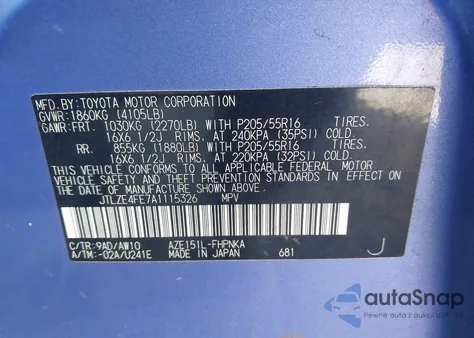 MFD.BY:TOYOTA MOTOR CORPORATION
GVWR:1860KG (4105LB)
GAWR:FRT. 1030KG (2270LB) WITH P205/55R16 TIRES.
16X6 1/2J RIMS, AT 240KPA (35PSI) COLD.
RR. 855KG (1880LB) WITH P205/55R16 TIRES.
16X6 1/2J RIMS, AT 220KPA (32PSI) COLD.
THIS VEHICLE CONFORMS TO ALL APPLICABLE FEDERAL MOTOR
VEHICLE SAFETY AND THEFT PREVENTION STANDARDS IN EFFECT ON
THE DATE OF MANUFACTURE SHOWN ABOVE.
JTLZE4FE7A1115326 MPV
C/TR:9AD/AW10 AZE151L-FHPNKA
A/TM:-02A/U241E MADE IN JAPAN 681
J
autoSnap
Pewne auta z aukcji z USA i